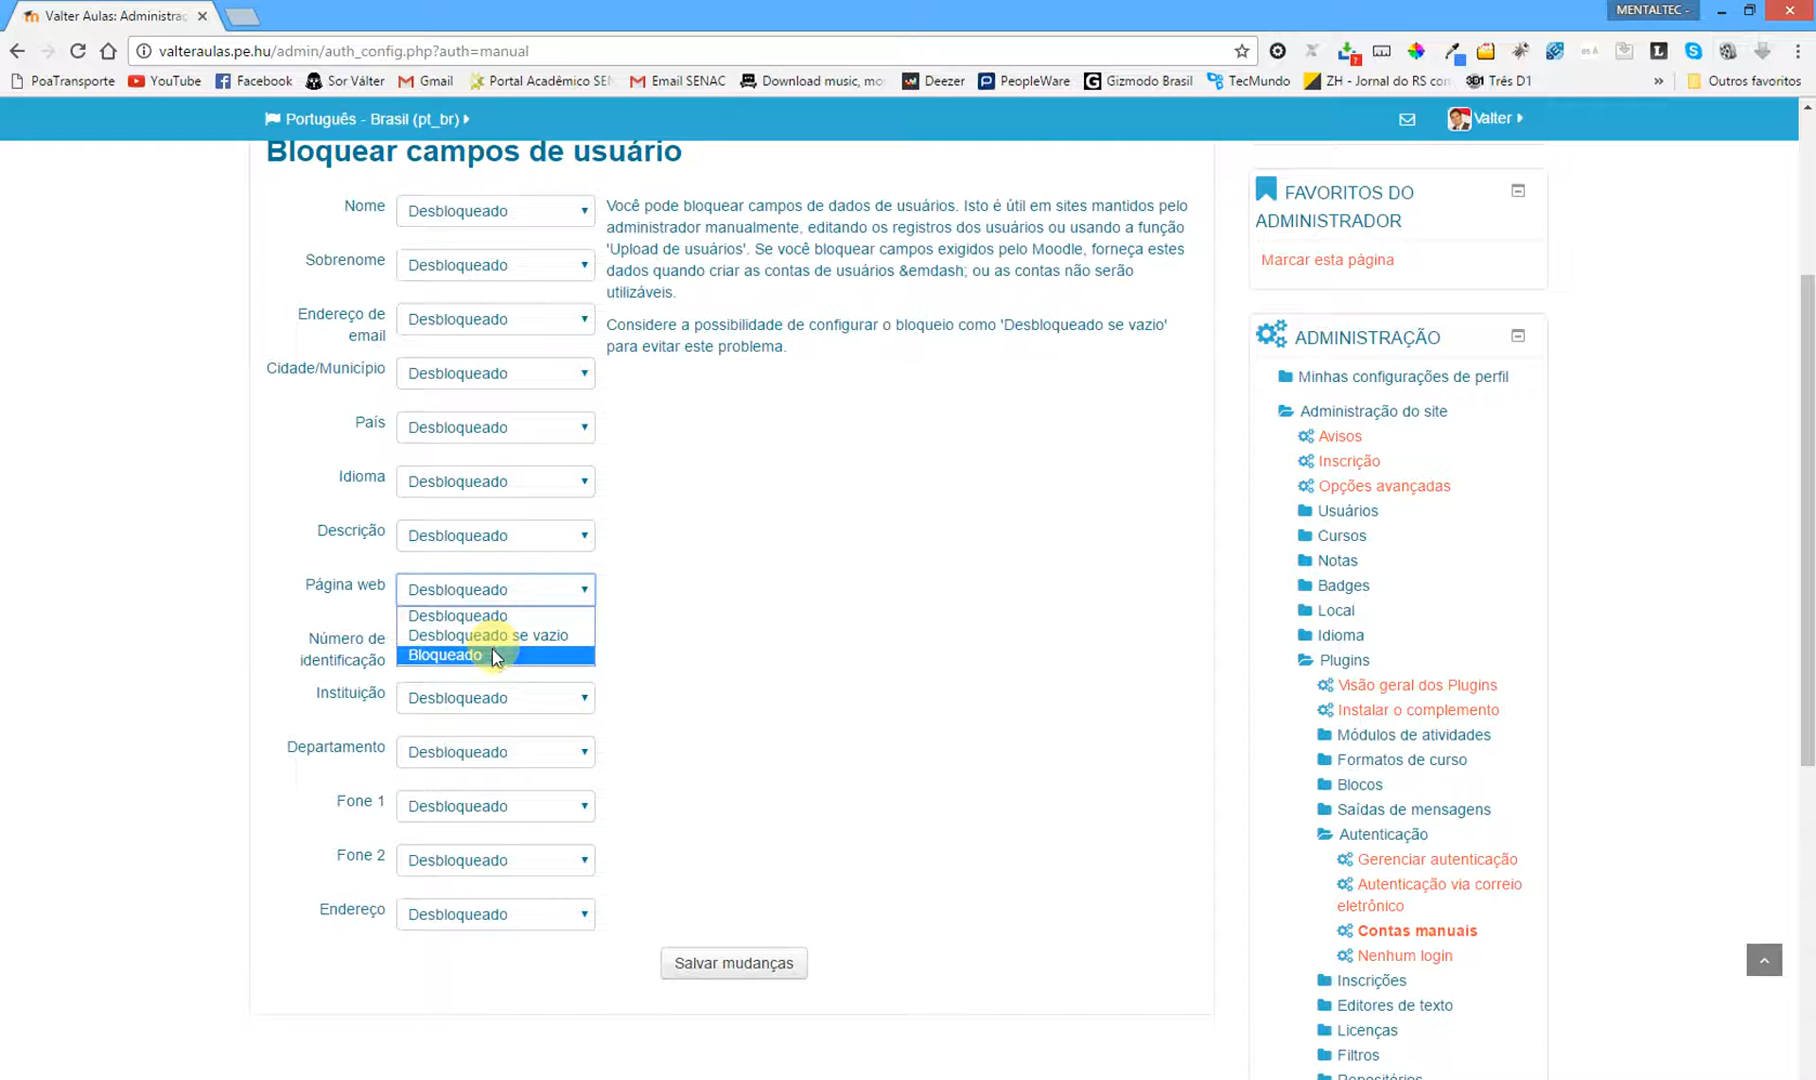 Valter Aulas: Administraç
MENTALTEC -
valteraulas.pe.hu/admin/auth_config.php?auth=manual
PoaTransporte
YouTube
Facebook
Sor Válter
Gmail
Portal Acadêmico SEN
Email SENAC
Download music, mo
Deezer
PeopleWare
Gizmodo Brasil
TecMundo
ZH - Jornal do RS com
Três D1
»
Outros favoritos
Português - Brasil (pt_br)
Valter
Bloquear campos de usuário
Nome
Desbloqueado
Sobrenome
Desbloqueado
Endereço de
email
Desbloqueado
Cidade/Município
Desbloqueado
País
Desbloqueado
Idioma
Desbloqueado
Descrição
Desbloqueado
Página web
Desbloqueado
Desbloqueado
Desbloqueado se vazio
Bloqueado
Número de
identificação
Instituição
Desbloqueado
Departamento
Desbloqueado
Fone 1
Desbloqueado
Fone 2
Desbloqueado
Endereço
Desbloqueado
Você pode bloquear campos de dados de usuários. Isto é útil em sites mantidos pelo
administrador manualmente, editando os registros dos usuários ou usando a função
'Upload de usuários'. Se você bloquear campos exigidos pelo Moodle, forneça estes
dados quando criar as contas de usuários &emdash; ou as contas não serão
utilizáveis.
Considere a possibilidade de configurar o bloqueio como 'Desbloqueado se vazio'
para evitar este problema.
Salvar mudanças
FAVORITOS DO
ADMINISTRADOR
Marcar esta página
ADMINISTRAÇÃO
Minhas configurações de perfil
Administração do site
Avisos
Inscrição
Opções avançadas
Usuários
Cursos
Notas
Badges
Local
Idioma
Plugins
Visão geral dos Plugins
Instalar o complemento
Módulos de atividades
Formatos de curso
Blocos
Saídas de mensagens
Autenticação
Gerenciar autenticação
Autenticação via correio
eletrônico
Contas manuais
Nenhum login
Inscrições
Editores de texto
Licenças
Filtros
Repositórios